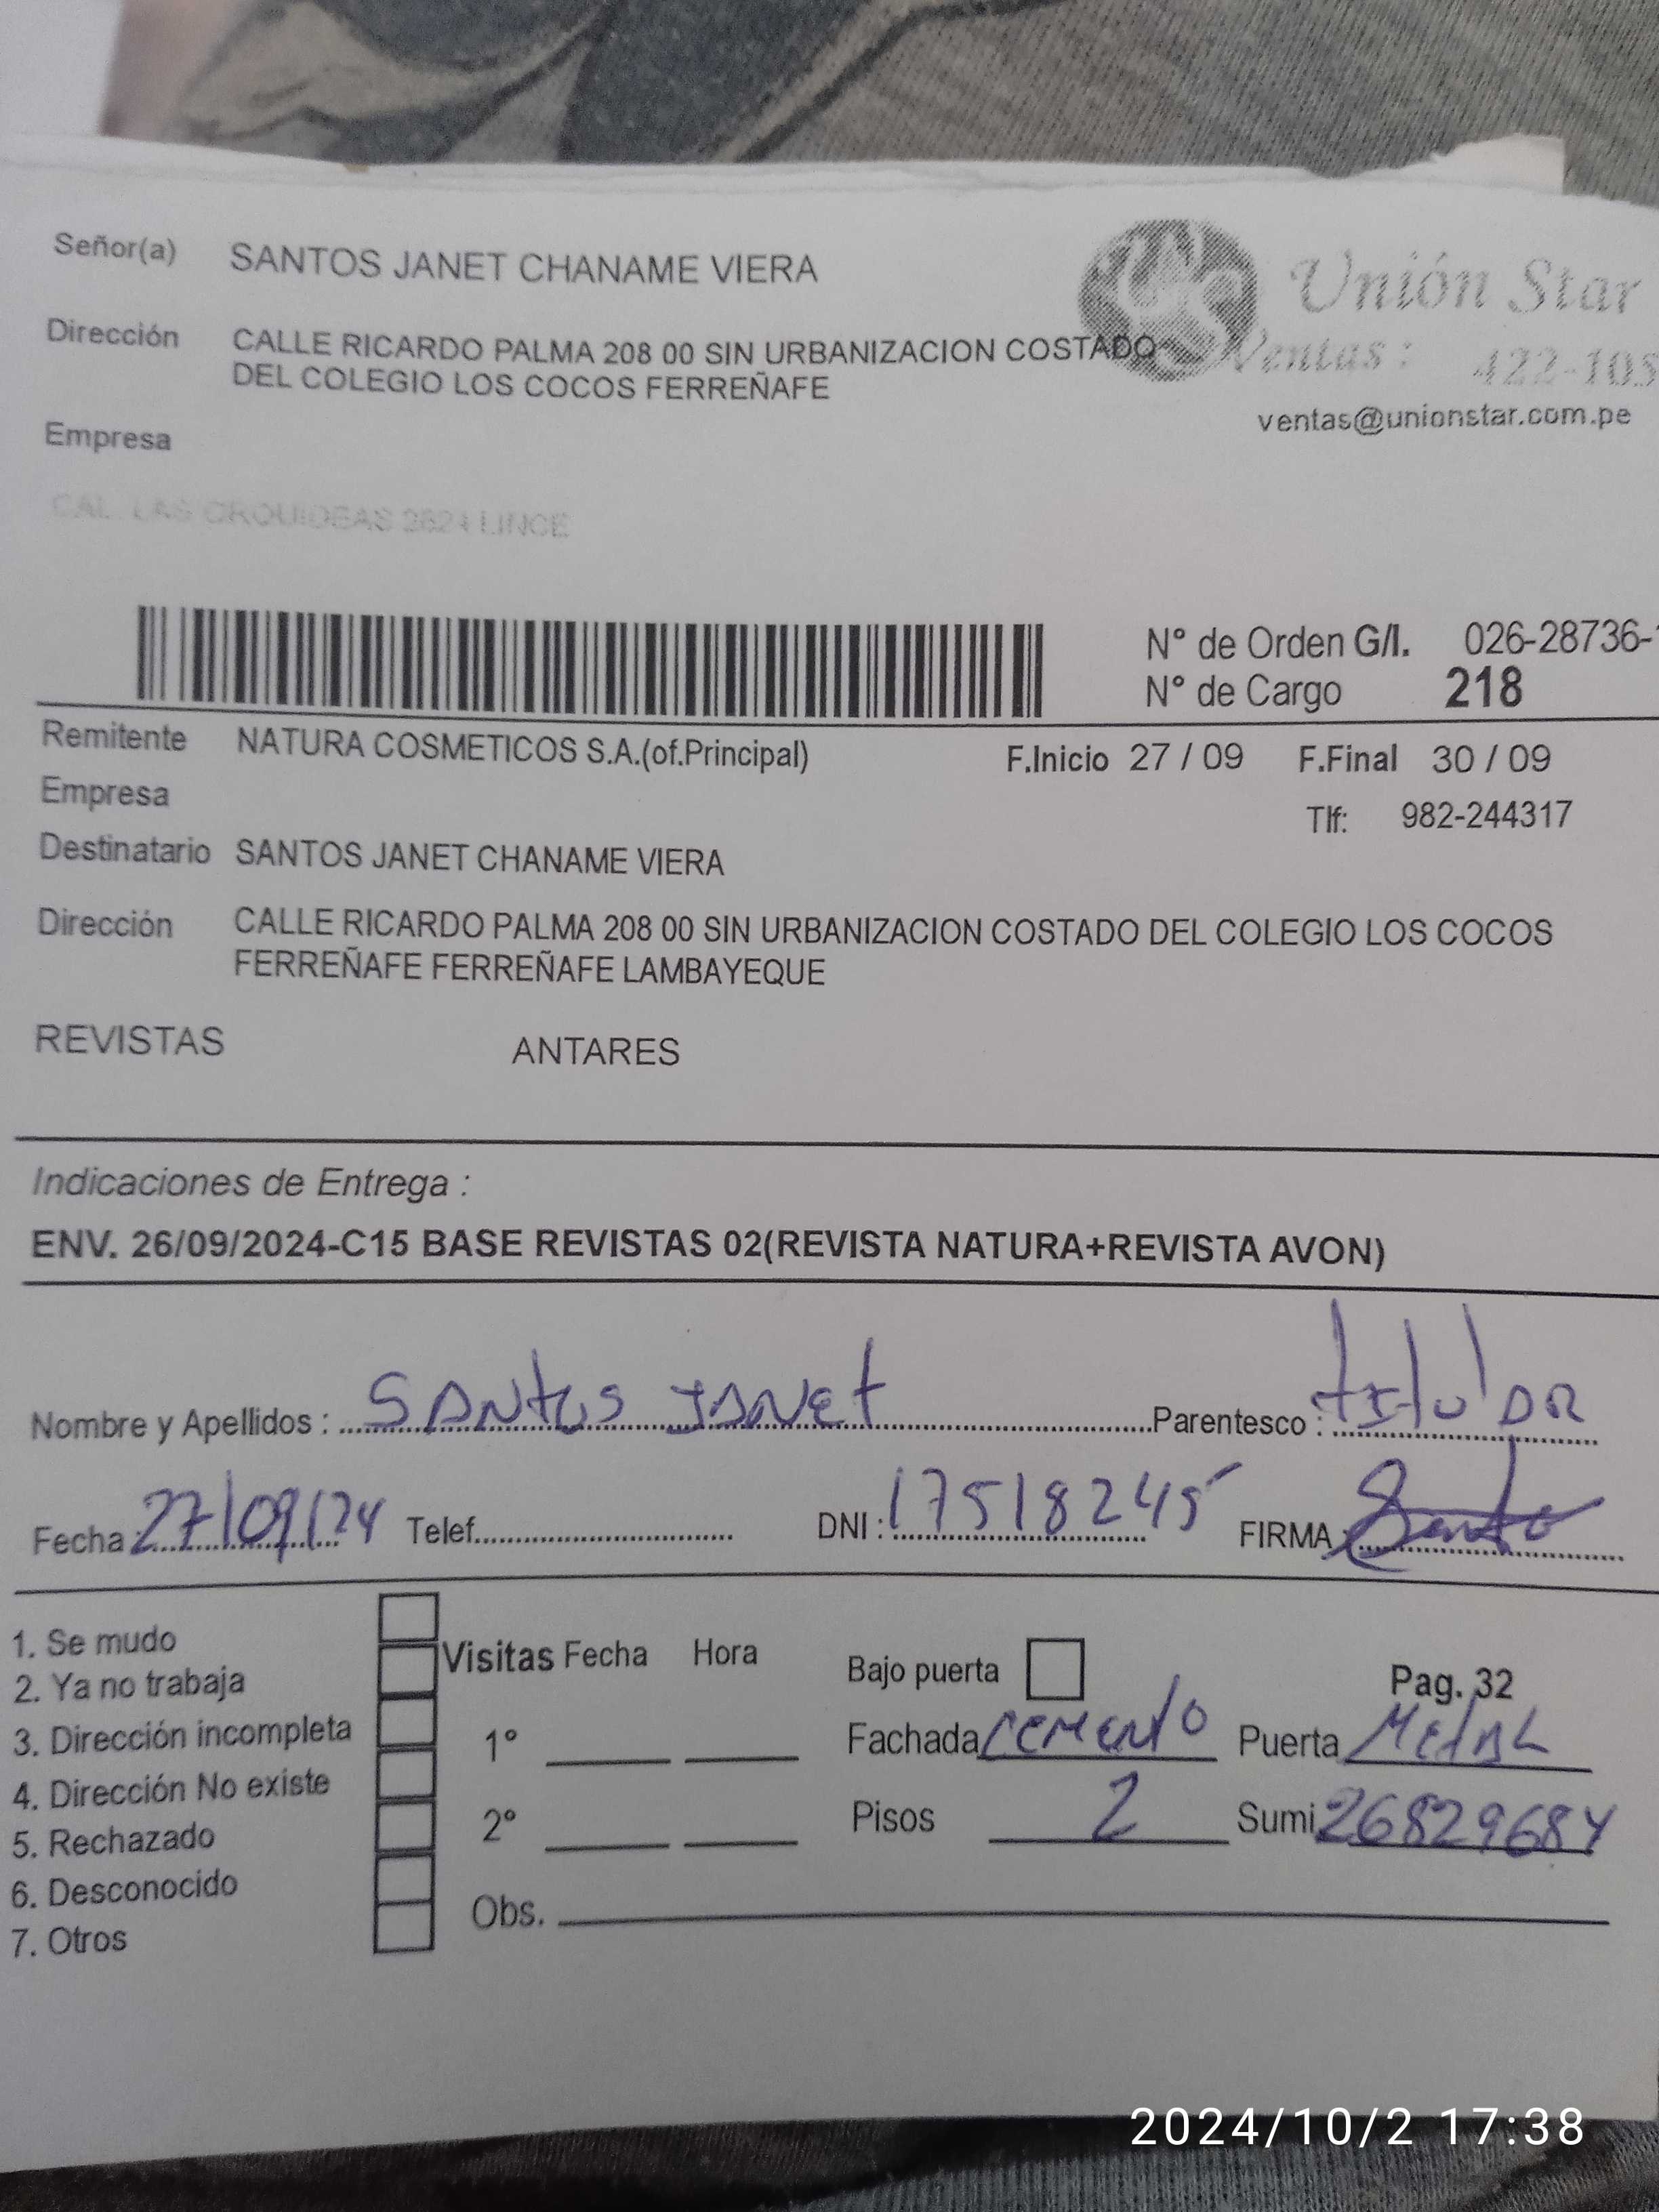 Señor(a) SANTOS JANET CHANAME VIERA
Unión Star
Dirección CALLE RICARDO PALMA 208 00 SIN URBANIZACION COSTADO
DEL COLEGIO LOS COCOS FERREÑAFE
Ventas : 422-105
ventas@unionstar.com.pe
Empresa
CAL. LAS ORQUIDEAS 2624 LINCE
N° de Orden G/I. 026-28736-
N° de Cargo 218
Remitente NATURA COSMETICOS S.A.(of.Principal) F.Inicio 27 / 09 F.Final 30 / 09
Empresa
Tlf: 982-244317
Destinatario SANTOS JANET CHANAME VIERA
Dirección CALLE RICARDO PALMA 208 00 SIN URBANIZACION COSTADO DEL COLEGIO LOS COCOS
FERREÑAFE FERREÑAFE LAMBAYEQUE
REVISTAS ANTARES
Indicaciones de Entrega :
ENV. 26/09/2024-C15 BASE REVISTAS 02(REVISTA NATURA+REVISTA AVON)
Nombre y Apellidos : SANtos JANEt Parentesco : titulAR
Fecha : 27/09/24 Telef. DNI : 17518245 FIRMA : Santo
1. Se mudo
2. Ya no trabaja
3. Dirección incompleta
4. Dirección No existe
5. Rechazado
6. Desconocido
7. Otros
Visitas Fecha Hora
1°
2°
Obs.
Bajo puerta Pag. 32
Fachada CEMENTO Puerta METAL
Pisos 2 Sumi 26829684
2024/10/2 17:38